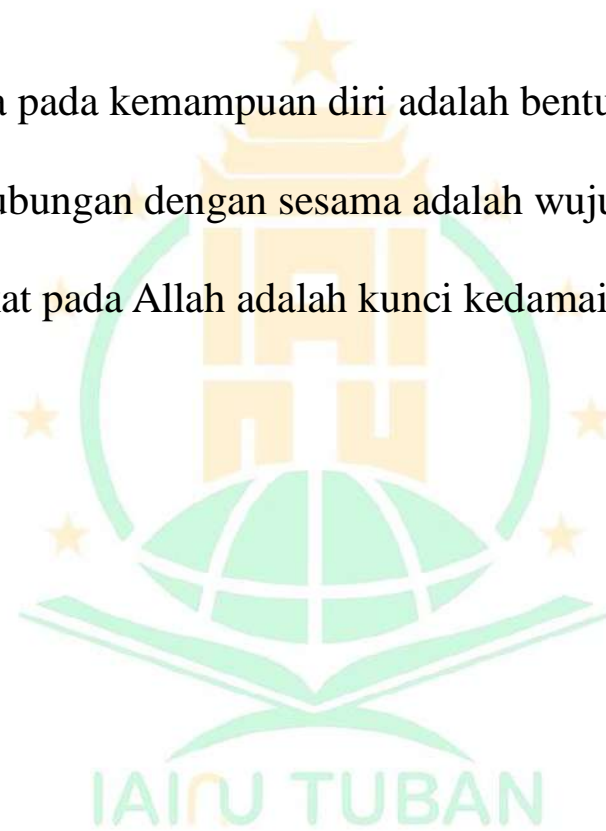 a pada kemampuan diri adalah bentu
ubungan dengan sesama adalah wuju
at pada Allah adalah kunci kedamai
IAINU TUBAN